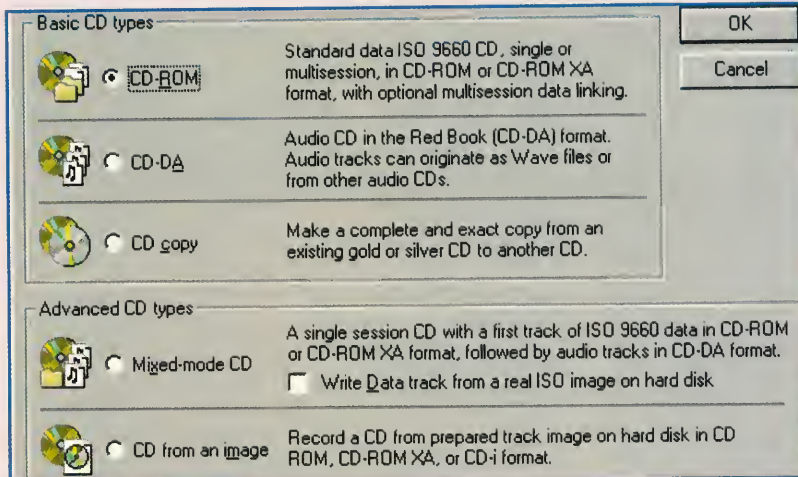 Basic CD types
OK
Cancel
CD-ROM
Standard data ISO 9660 CD, single or
multisession, in CD-ROM or CD-ROM XA
format, with optional multisession data linking.
CD-DA
Audio CD in the Red Book (CD-DA) format.
Audio tracks can originate as Wave files or
from other audio CDs.
CD copy
Make a complete and exact copy from an
existing gold or silver CD to another CD.
Advanced CD types
Mixed-mode CD
A single session CD with a first track of ISO 9660 data in CD-ROM
or CD-ROM XA format, followed by audio tracks in CD-DA format.
Write Data track from a real ISO image on hard disk
CD from an image
Record a CD from prepared track image on hard disk in CD
ROM, CD-ROM XA, or CD-i format.